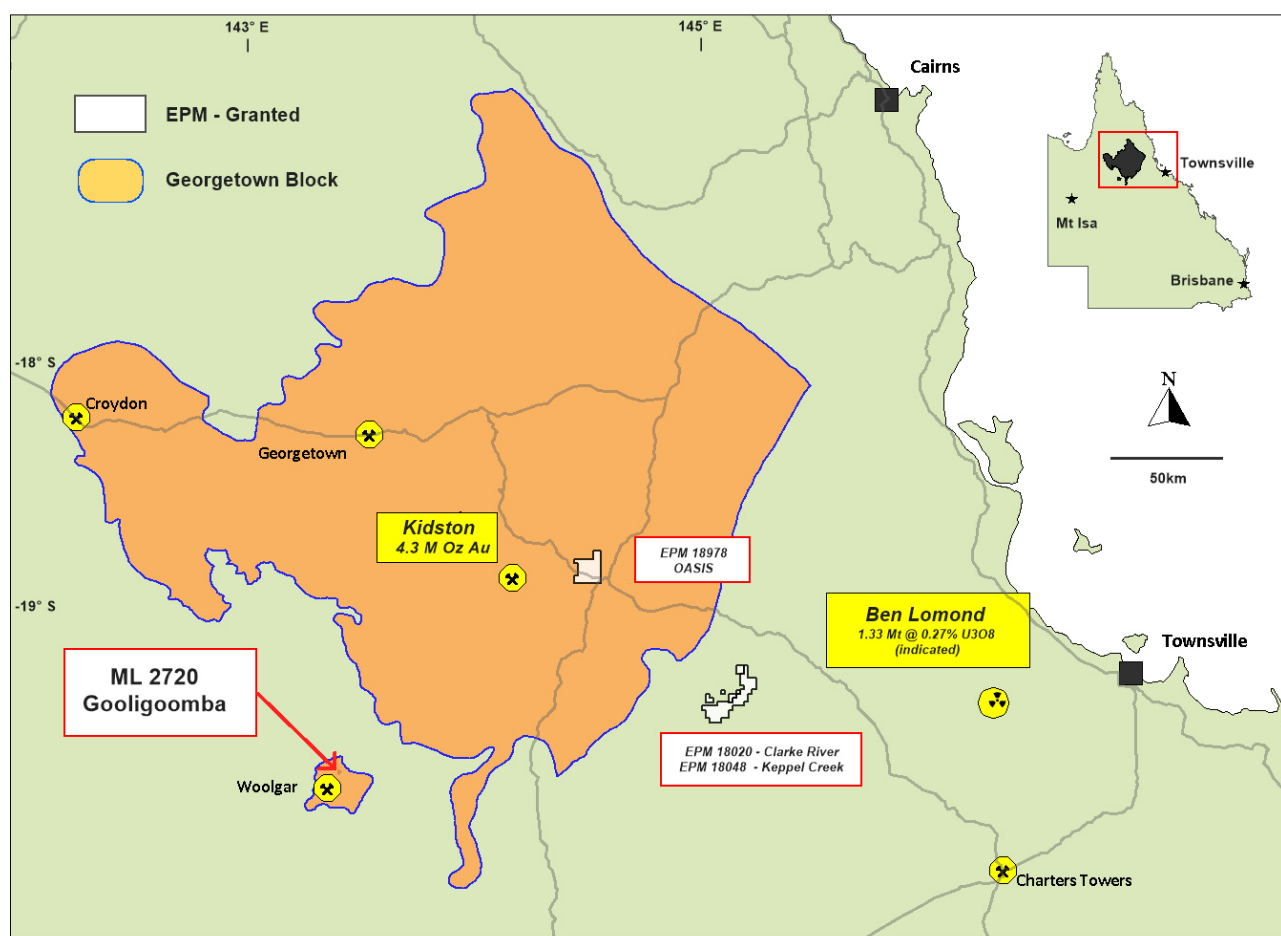 143° E
145° E
Cairns
EPM - Granted
Georgetown Block
Townsville
Mt Isa
Brisbane
-18° S
N
50km
Croydon
Georgetown
Kidston
4.3 M Oz Au
EPM 18978
OASIS
-19° S
Ben Lomond
1.33 Mt @ 0.27% U3O8
(indicated)
Townsville
ML 2720
Gooligoomba
EPM 18020 - Clarke River
EPM 18048 - Keppel Creek
Woolgar
Charters Towers